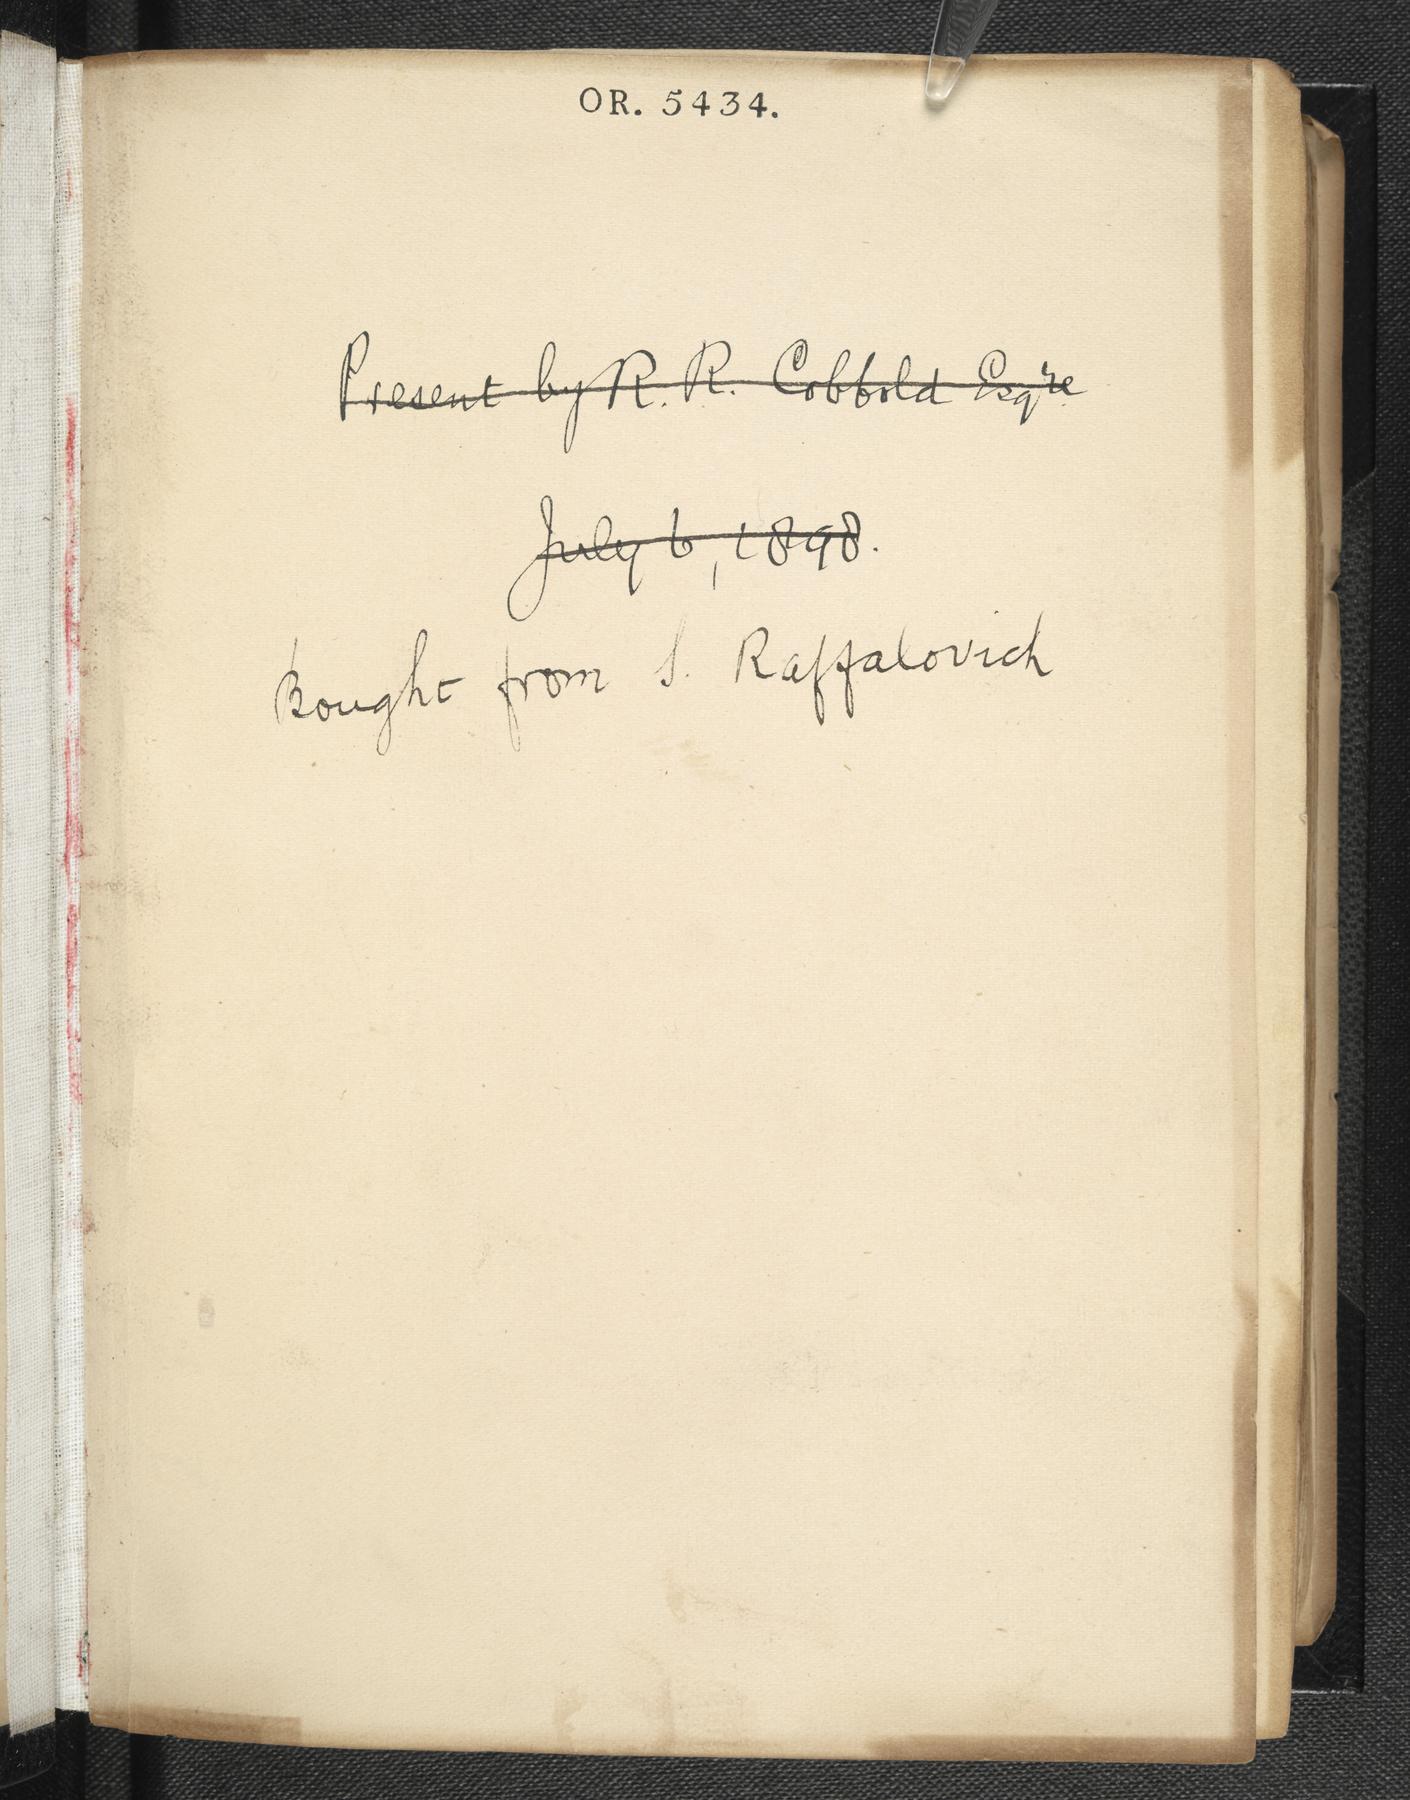 OR. 5434.
Present by R. R. Cobbold Esqre
July 6, 1898.
Bought from S. Raffalovich